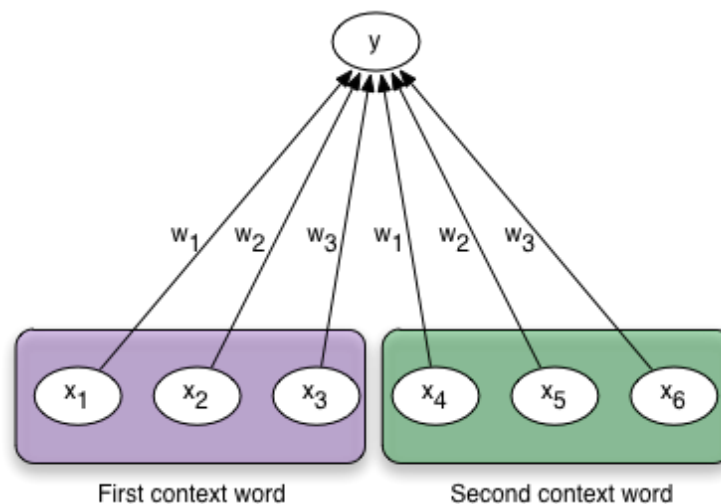 y
w1 w2 w3 w1 w2 w3
x1 x2 x3 x4 x5 x6
First context word Second context word